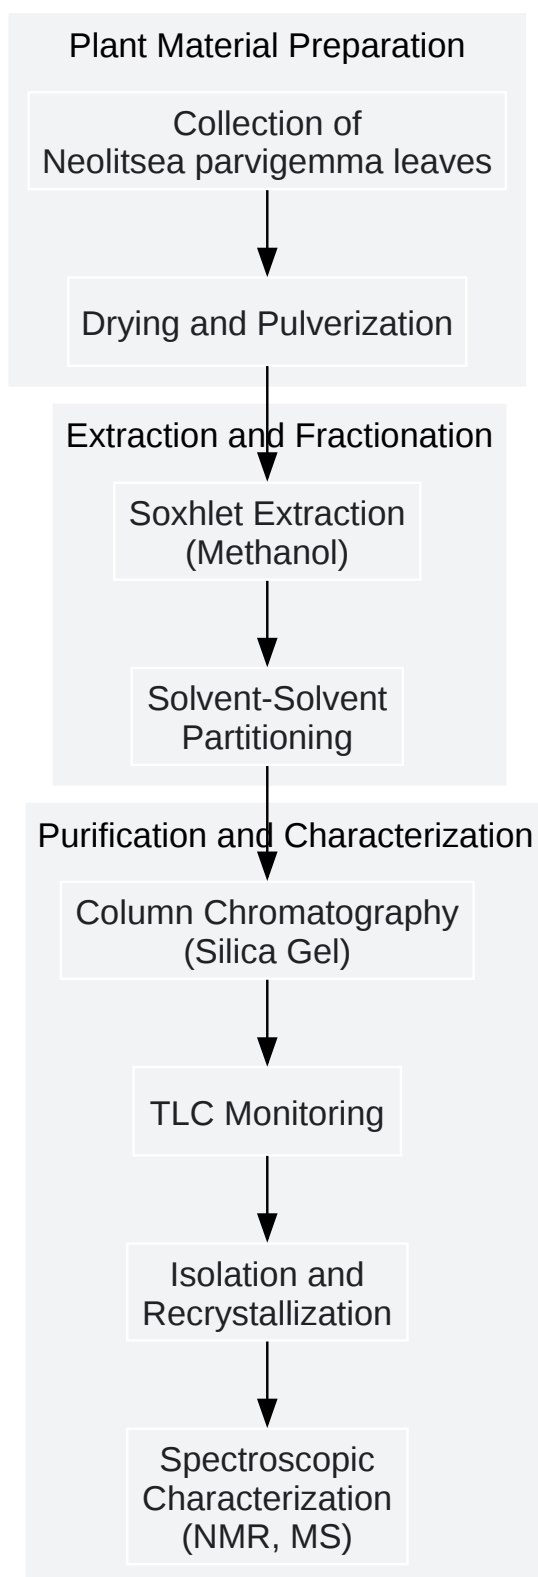 Plant Material Preparation
Collection of
Neolitsea parvigemma leaves
Drying and Pulverization
Extraction and Fractionation
Soxhlet Extraction
(Methanol)
Solvent-Solvent
Partitioning
Purification and Characterization
Column Chromatography
(Silica Gel)
TLC Monitoring
Isolation and
Recrystallization
Spectroscopic
Characterization
(NMR, MS)